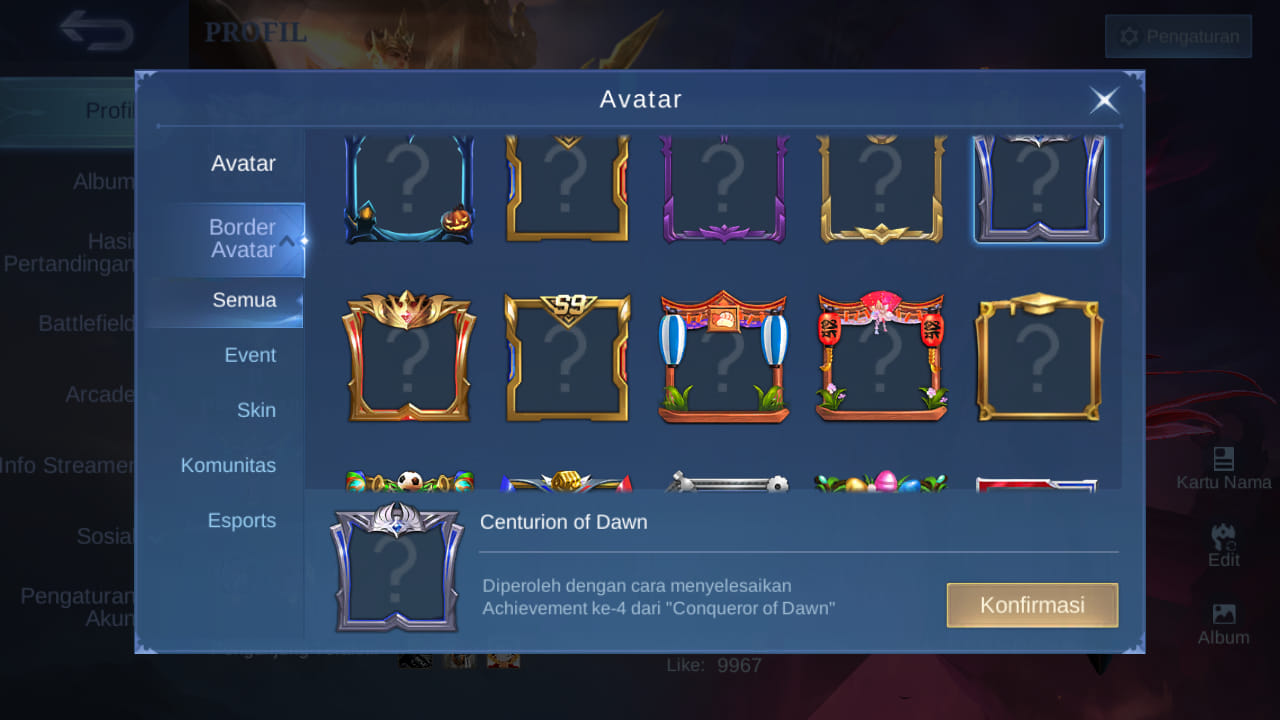 PROFIL
Pengaturan
Avatar
Profil
Album
Hasil
Pertandingan
Battlefield
Arcade
Info Streamer
Sosial
Pengaturan
Akun
Avatar
Border
Avatar
Semua
Event
Skin
Komunitas
Esports
?
?
?
?
?
?
S9
?
?
?
?
?
Centurion of Dawn
Diperoleh dengan cara menyelesaikan
Achievement ke-4 dari "Conqueror of Dawn"
Konfirmasi
Kartu Nama
Edit
Album
Like: 9967